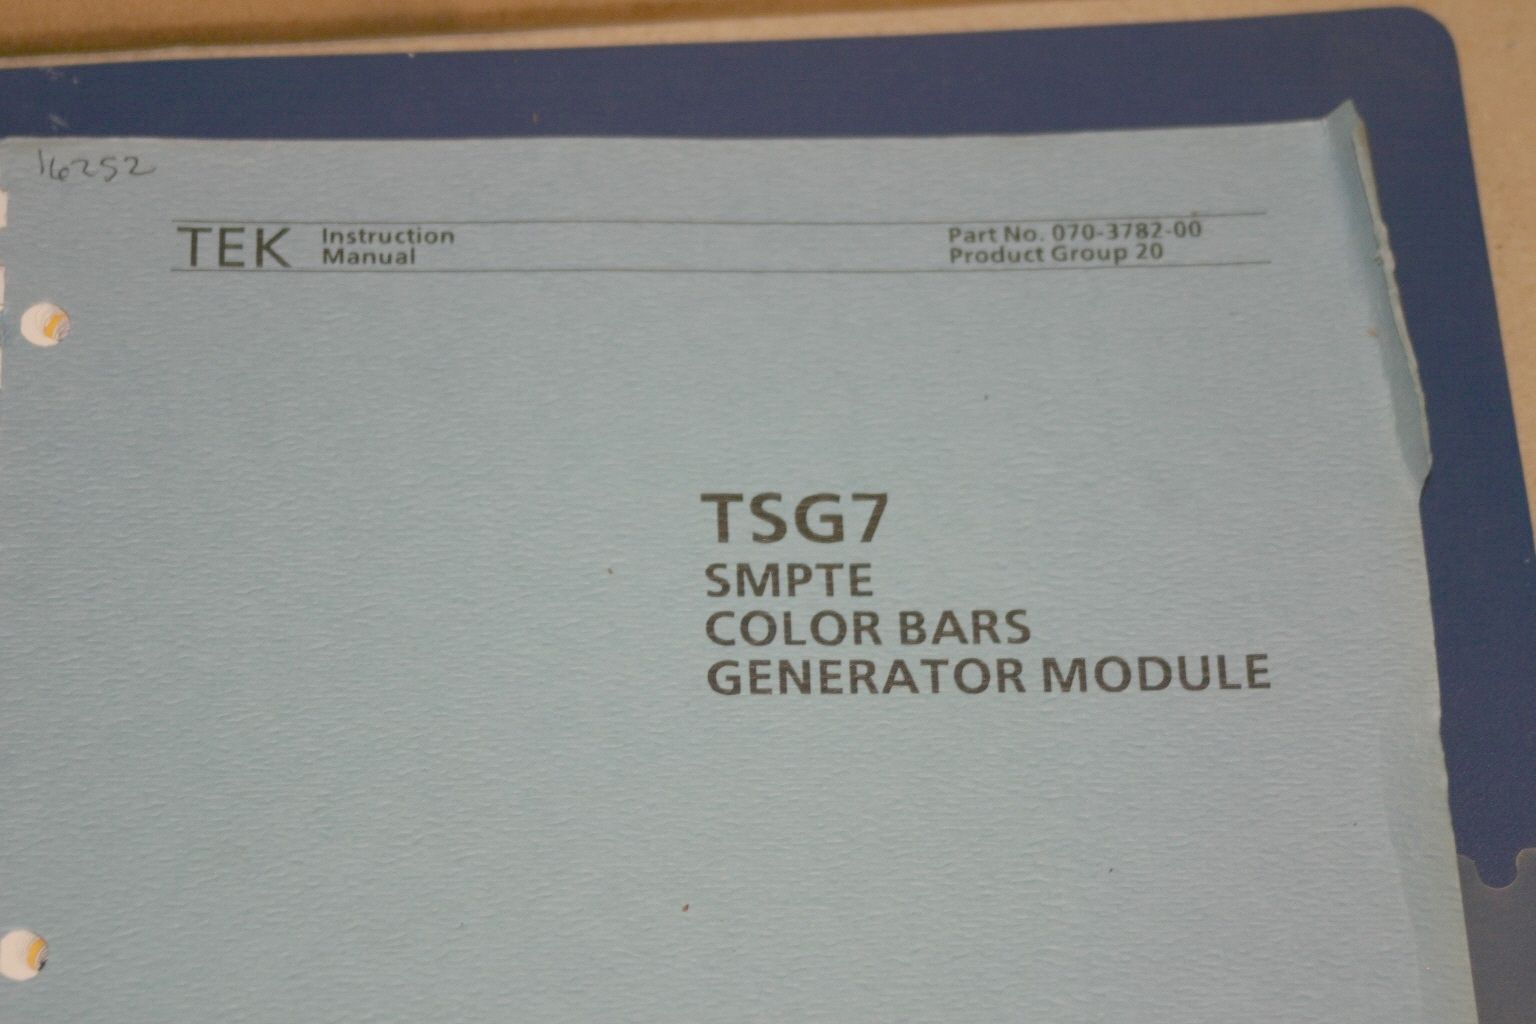 16252
TEK Instruction Manual
Part No. 070-3782-00
Product Group 20
TSG7
SMPTE
COLOR BARS
GENERATOR MODULE